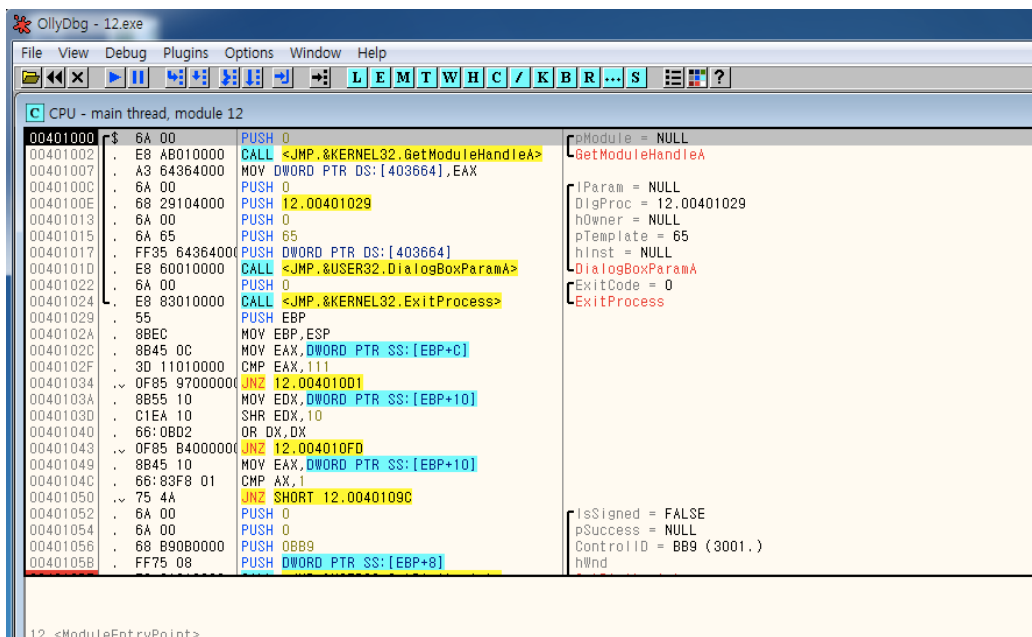 OllyDbg - 12.exe
File View Debug Plugins Options Window Help
L E M T W H C / K B R ... S ?
C CPU - main thread, module 12
00401000 $ 6A 00 PUSH 0 pModule = NULL
00401002 . E8 AB010000 CALL <JMP.&KERNEL32.GetModuleHandleA> GetModuleHandleA
00401007 . A3 64364000 MOV DWORD PTR DS:[403664],EAX
0040100C . 6A 00 PUSH 0 lParam = NULL
0040100E . 68 29104000 PUSH 12.00401029 DlgProc = 12.00401029
00401013 . 6A 00 PUSH 0 hOwner = NULL
00401015 . 6A 65 PUSH 65 pTemplate = 65
00401017 . FF35 64364000 PUSH DWORD PTR DS:[403664] hInst = NULL
0040101D . E8 60010000 CALL <JMP.&USER32.DialogBoxParamA> DialogBoxParamA
00401022 . 6A 00 PUSH 0 ExitCode = 0
00401024 . E8 83010000 CALL <JMP.&KERNEL32.ExitProcess> ExitProcess
00401029 . 55 PUSH EBP
0040102A . 8BEC MOV EBP,ESP
0040102C . 8B45 0C MOV EAX,DWORD PTR SS:[EBP+C]
0040102F . 3D 11010000 CMP EAX,111
00401034 .v 0F85 97000000 JNZ 12.004010D1
0040103A . 8B55 10 MOV EDX,DWORD PTR SS:[EBP+10]
0040103D . C1EA 10 SHR EDX,10
00401040 . 66:0BD2 OR DX,DX
00401043 .v 0F85 B4000000 JNZ 12.004010FD
00401049 . 8B45 10 MOV EAX,DWORD PTR SS:[EBP+10]
0040104C . 66:83F8 01 CMP AX,1
00401050 .v 75 4A JNZ SHORT 12.0040109C
00401052 . 6A 00 PUSH 0 IsSigned = FALSE
00401054 . 6A 00 PUSH 0 pSuccess = NULL
00401056 . 68 B90B0000 PUSH 0BB9 ControlID = BB9 (3001.)
0040105B . FF75 08 PUSH DWORD PTR SS:[EBP+8] hWnd
12.<ModuleEntryPoint>